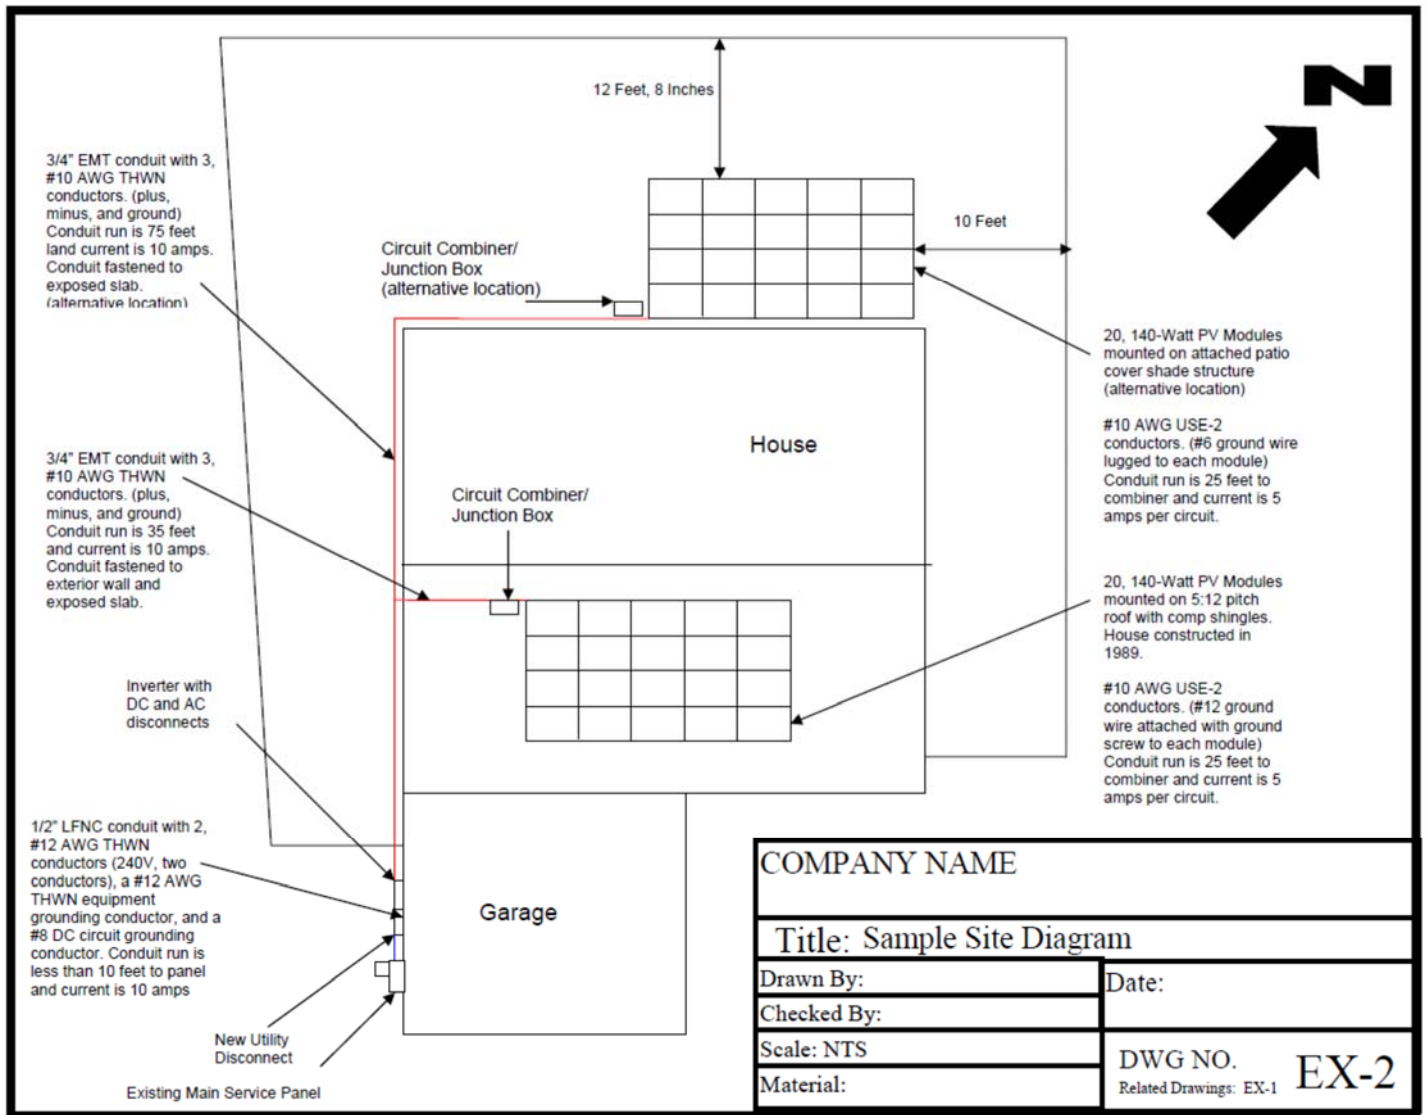 12 Feet, 8 Inches
N
3/4" EMT conduit with 3,
#10 AWG THWN
conductors. (plus,
minus, and ground)
Conduit run is 75 feet
land current is 10 amps.
Conduit fastened to
exposed slab.
(alternative location)
Circuit Combiner/
Junction Box
(alternative location)
10 Feet
20, 140-Watt PV Modules
mounted on attached patio
cover shade structure
(alternative location)
#10 AWG USE-2
conductors. (#6 ground wire
lugged to each module)
Conduit run is 25 feet to
combiner and current is 5
amps per circuit.
House
3/4" EMT conduit with 3,
#10 AWG THWN
conductors. (plus,
minus, and ground)
Conduit run is 35 feet
and current is 10 amps.
Conduit fastened to
exterior wall and
exposed slab.
Circuit Combiner/
Junction Box
20, 140-Watt PV Modules
mounted on 5:12 pitch
roof with comp shingles.
House constructed in
1989.
#10 AWG USE-2
conductors. (#12 ground
wire attached with ground
screw to each module)
Conduit run is 25 feet to
combiner and current is 5
amps per circuit.
Inverter with
DC and AC
disconnects
1/2" LFNC conduit with 2,
#12 AWG THWN
conductors (240V, two
conductors), a #12 AWG
THWN equipment
grounding conductor, and a
#8 DC circuit grounding
conductor. Conduit run is
less than 10 feet to panel
and current is 10 amps
Garage
New Utility
Disconnect
Existing Main Service Panel
COMPANY NAME
Title: Sample Site Diagram
Drawn By:
Date:
Checked By:
Scale: NTS
Material:
DWG NO. EX-2
Related Drawings: EX-1